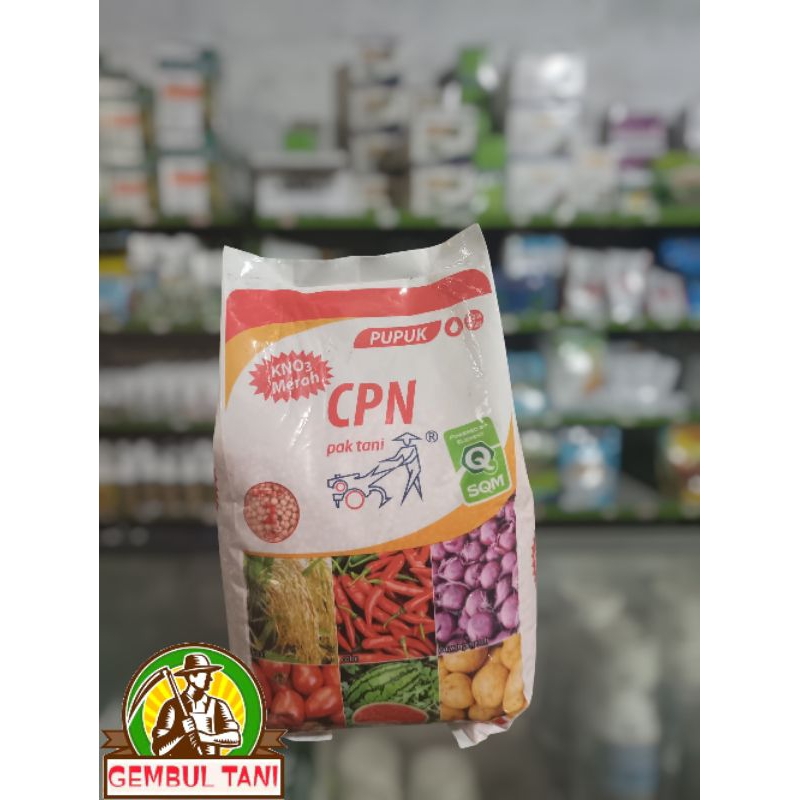 PUPUK
KNO3
Merah
CPN
pak tani
®
Q
SQM
GEMBUL TANI